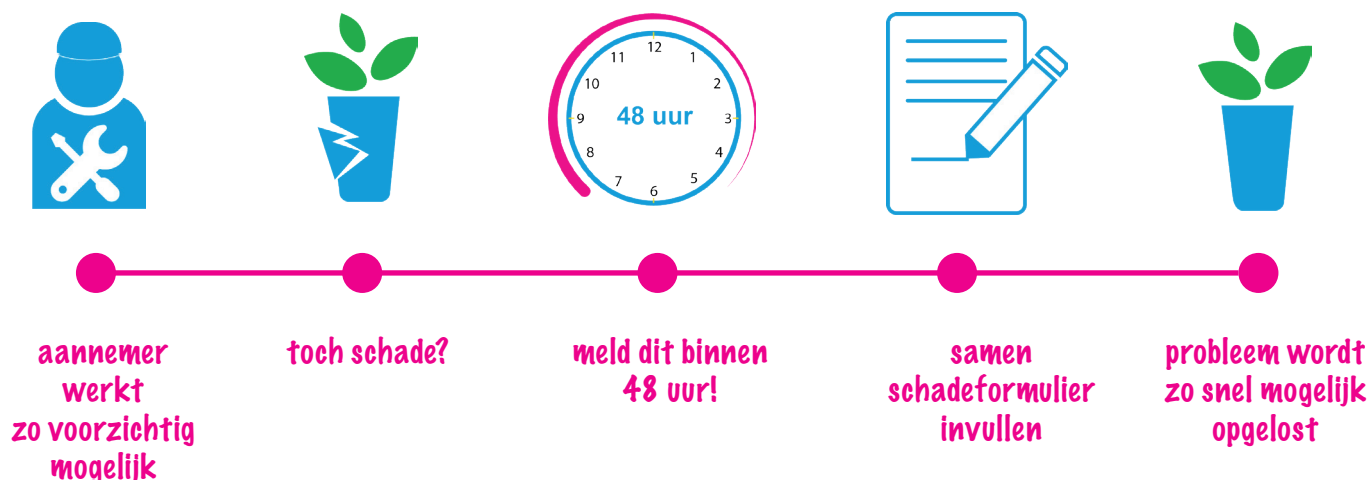 12
1
2
3
4
5
6
7
8
9
10
11
48 uur
aannemer
werkt
zo voorzichtig
mogelijk
toch schade?
meld dit binnen
48 uur!
samen
schadeformulier
invullen
probleem wordt
zo snel mogelijk
opgelost